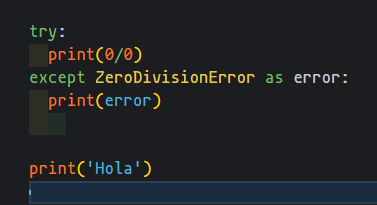 try:
  print(0/0)
except ZeroDivisionError as error:
  print(error)
print('Hola')